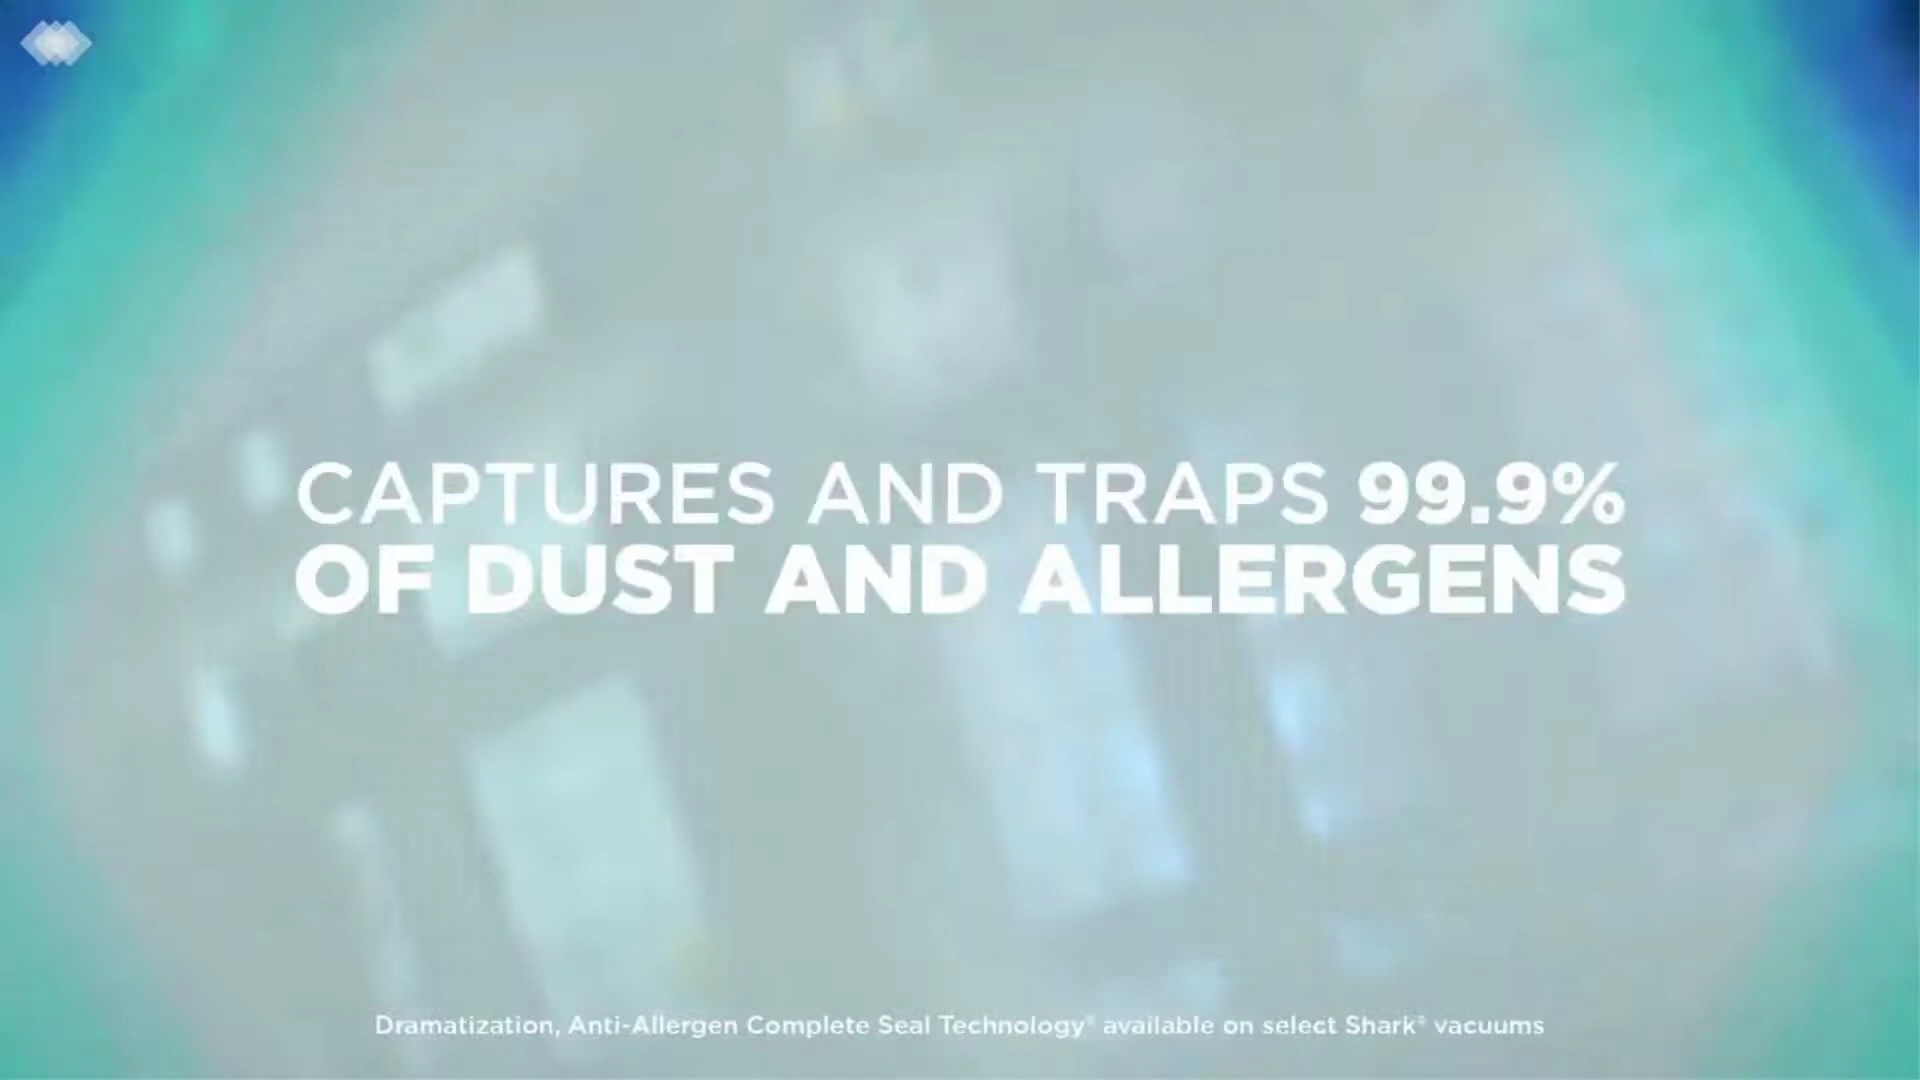 CAPTURES AND TRAPS 99.9%
OF DUST AND ALLERGENS
Dramatization, Anti-Allergen Complete Seal Technology® available on select Shark® vacuums